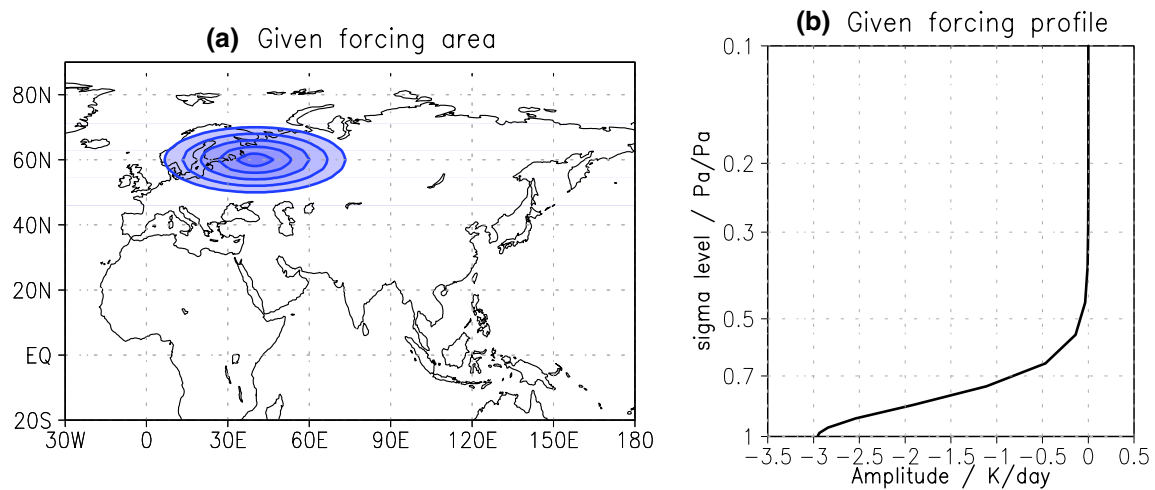 (a) Given forcing area
80N
60N
40N
20N
EQ
20S
30W 0 30E 60E 90E 120E 150E 180
(b) Given forcing profile
sigma level / Pa/Pa
0.1
0.2
0.3
0.5
0.7
1
-3.5 -3 -2.5 -2 -1.5 -1 -0.5 0 0.5
Amplitude / K/day